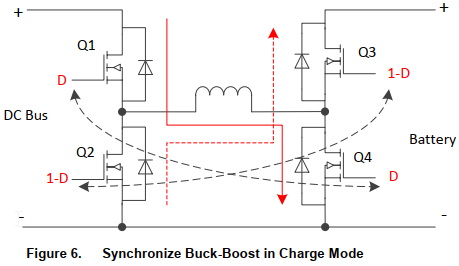 +
+
Q1
Q3
D
1-D
DC Bus
Battery
Q2
Q4
1-D
D
-
-
Figure 6. Synchronize Buck-Boost in Charge Mode